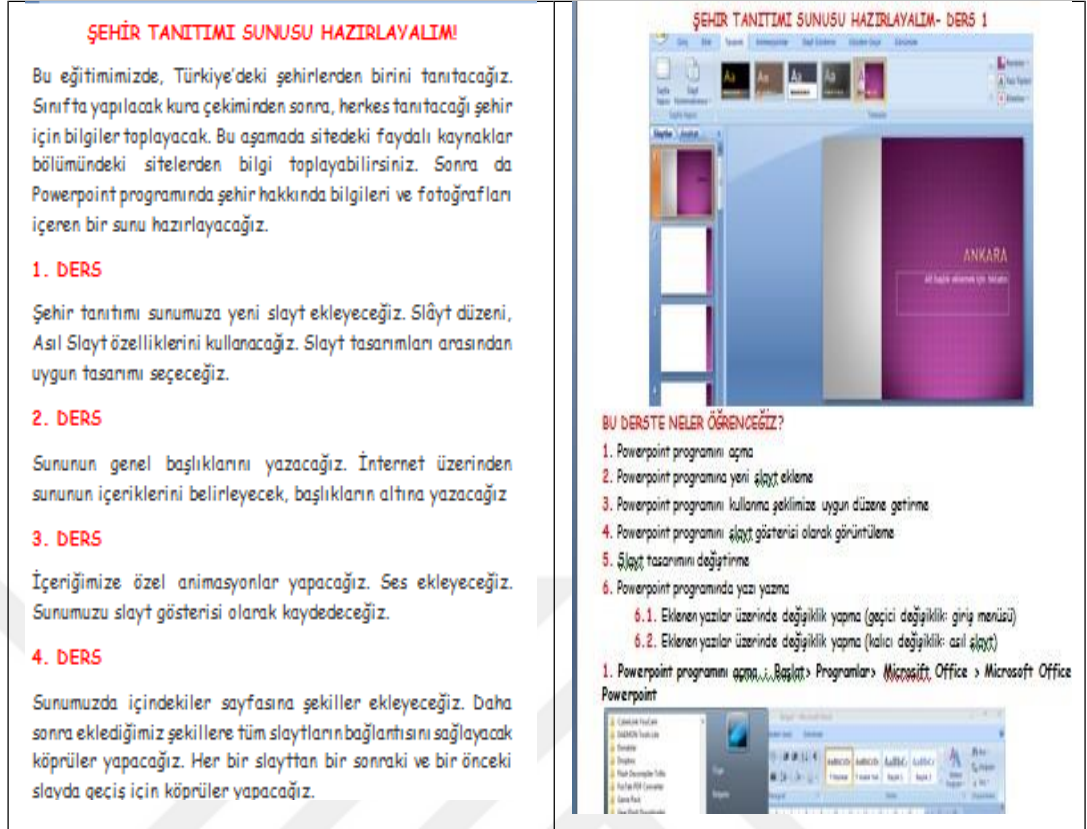 ŞEHİR TANITIMI SUNUSU HAZIRLAYALIM!
Bu eğitimimizde, Türkiye'deki şehirlerden birini tanıtacağız.
Sınıfta yapılacak kura çekiminden sonra, herkes tanıtacağı şehir
için bilgiler toplayacak. Bu aşamada sitedeki faydalı kaynaklar
bölümündeki sitelerden bilgi toplayabilirsiniz. Sonra da
Powerpoint programında şehir hakkında bilgileri ve fotoğrafları
içeren bir sunu hazırlayacağız.
1. DERS
Şehir tanıtımı sunumuza yeni slayt ekleyeceğiz. Slâyt düzeni,
Asıl Slayt özelliklerini kullanacağız. Slayt tasarımları arasından
uygun tasarımı seçeceğiz.
2. DERS
Sununun genel başlıklarını yazacağız. İnternet üzerinden
sununun içeriklerini belirleyecek, başlıkların altına yazacağız
3. DERS
İçeriğimize özel animasyonlar yapacağız. Ses ekleyeceğiz.
Sunumuzu slayt gösterisi olarak kaydedeceğiz.
4. DERS
Sunumuzda içindekiler sayfasına şekiller ekleyeceğiz. Daha
sonra eklediğimiz şekillere tüm slaytların bağlantısını sağlayacak
köprüler yapacağız. Her bir slayttan bir sonraki ve bir önceki
slayda geçiş için köprüler yapacağız.
ŞEHİR TANITIMI SUNUSU HAZIRLAYALIM- DERS 1
ANKARA
BU DERSTE NELER ÖĞRENCEĞİZ?
1. Powerpoint programını açma
2. Powerpoint programına yeni slayt ekleme
3. Powerpoint programını kullanma şeklimize uygun düzene getirme
4. Powerpoint programını slayt gösterisi olarak görüntüleme
5. Slayt tasarımını değiştirme
6. Powerpoint programında yazı yazma
6.1. Eklenen yazılar üzerinde değişiklik yapma (geçici değişiklik: giriş menüsü)
6.2. Eklenen yazılar üzerinde değişiklik yapma (kalıcı değişiklik: asıl slayt)
1. Powerpoint programını açma : Başlat> Programlar> Microsift Office > Microsoft Office
Powerpoint